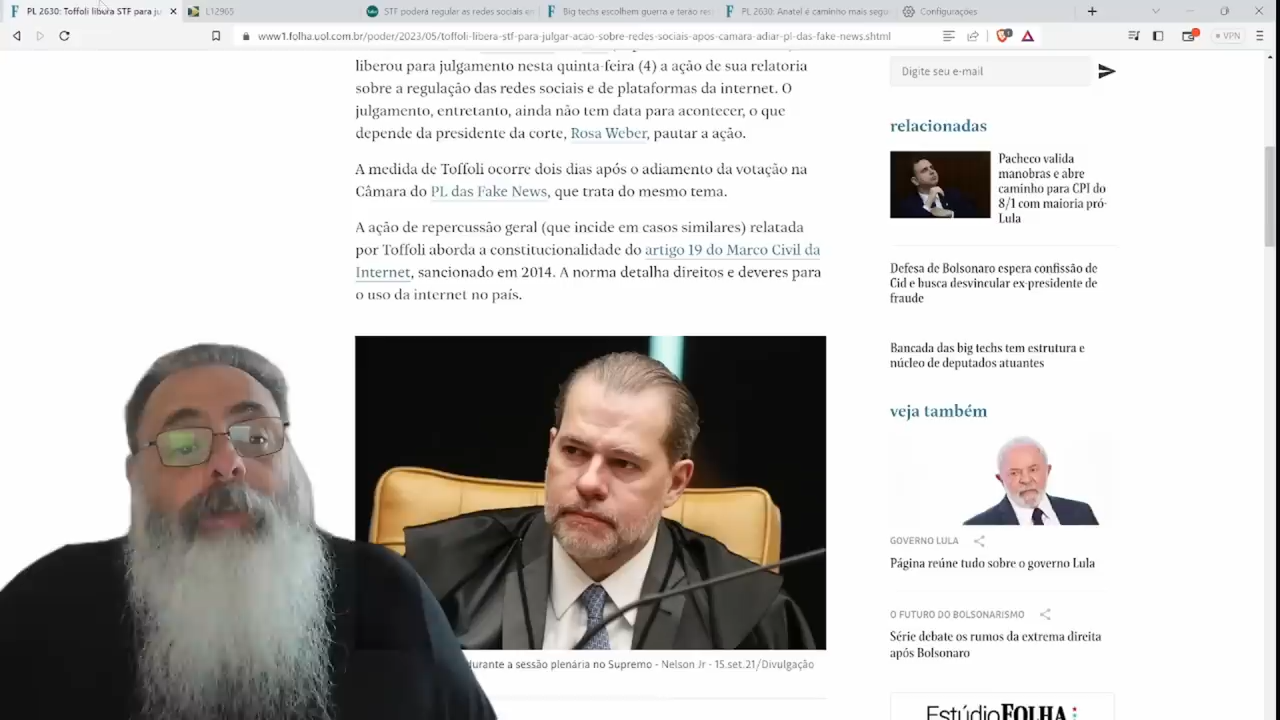 PL 2630: Toffoli libera STF para ju
L12965
STF poderá regular as redes sociais en
Big techs escolhem guerra e terão res
PL 2630: Anatel é caminho mais segu
Configurações
www1.folha.uol.com.br/poder/2023/05/toffoli-libera-stf-para-julgar-acao-sobre-redes-sociais-apos-camara-adiar-pl-das-fake-news.shtml
VPN
liberou para julgamento nesta quinta-feira (4) a ação de sua relatoria
sobre a regulação das redes sociais e de plataformas da internet. O
julgamento, entretanto, ainda não tem data para acontecer, o que
depende da presidente da corte, Rosa Weber, pautar a ação.
A medida de Toffoli ocorre dois dias após o adiamento da votação na
Câmara do PL das Fake News, que trata do mesmo tema.
A ação de repercussão geral (que incide em casos similares) relatada
por Toffoli aborda a constitucionalidade do artigo 19 do Marco Civil da
Internet, sancionado em 2014. A norma detalha direitos e deveres para
o uso da internet no país.
durante a sessão plenária no Supremo - Nelson Jr - 15.set.21/Divulgação
Digite seu e-mail
relacionadas
Pacheco valida
manobras e abre
caminho para CPI do
8/1 com maioria pró-
Lula
Defesa de Bolsonaro espera confissão de
Cid e busca desvincular ex-presidente de
fraude
Bancada das big techs tem estrutura e
núcleo de deputados atuantes
veja também
GOVERNO LULA
Página reúne tudo sobre o governo Lula
O FUTURO DO BOLSONARISMO
Série debate os rumos da extrema direita
após Bolsonaro
EstúdioFOLHA